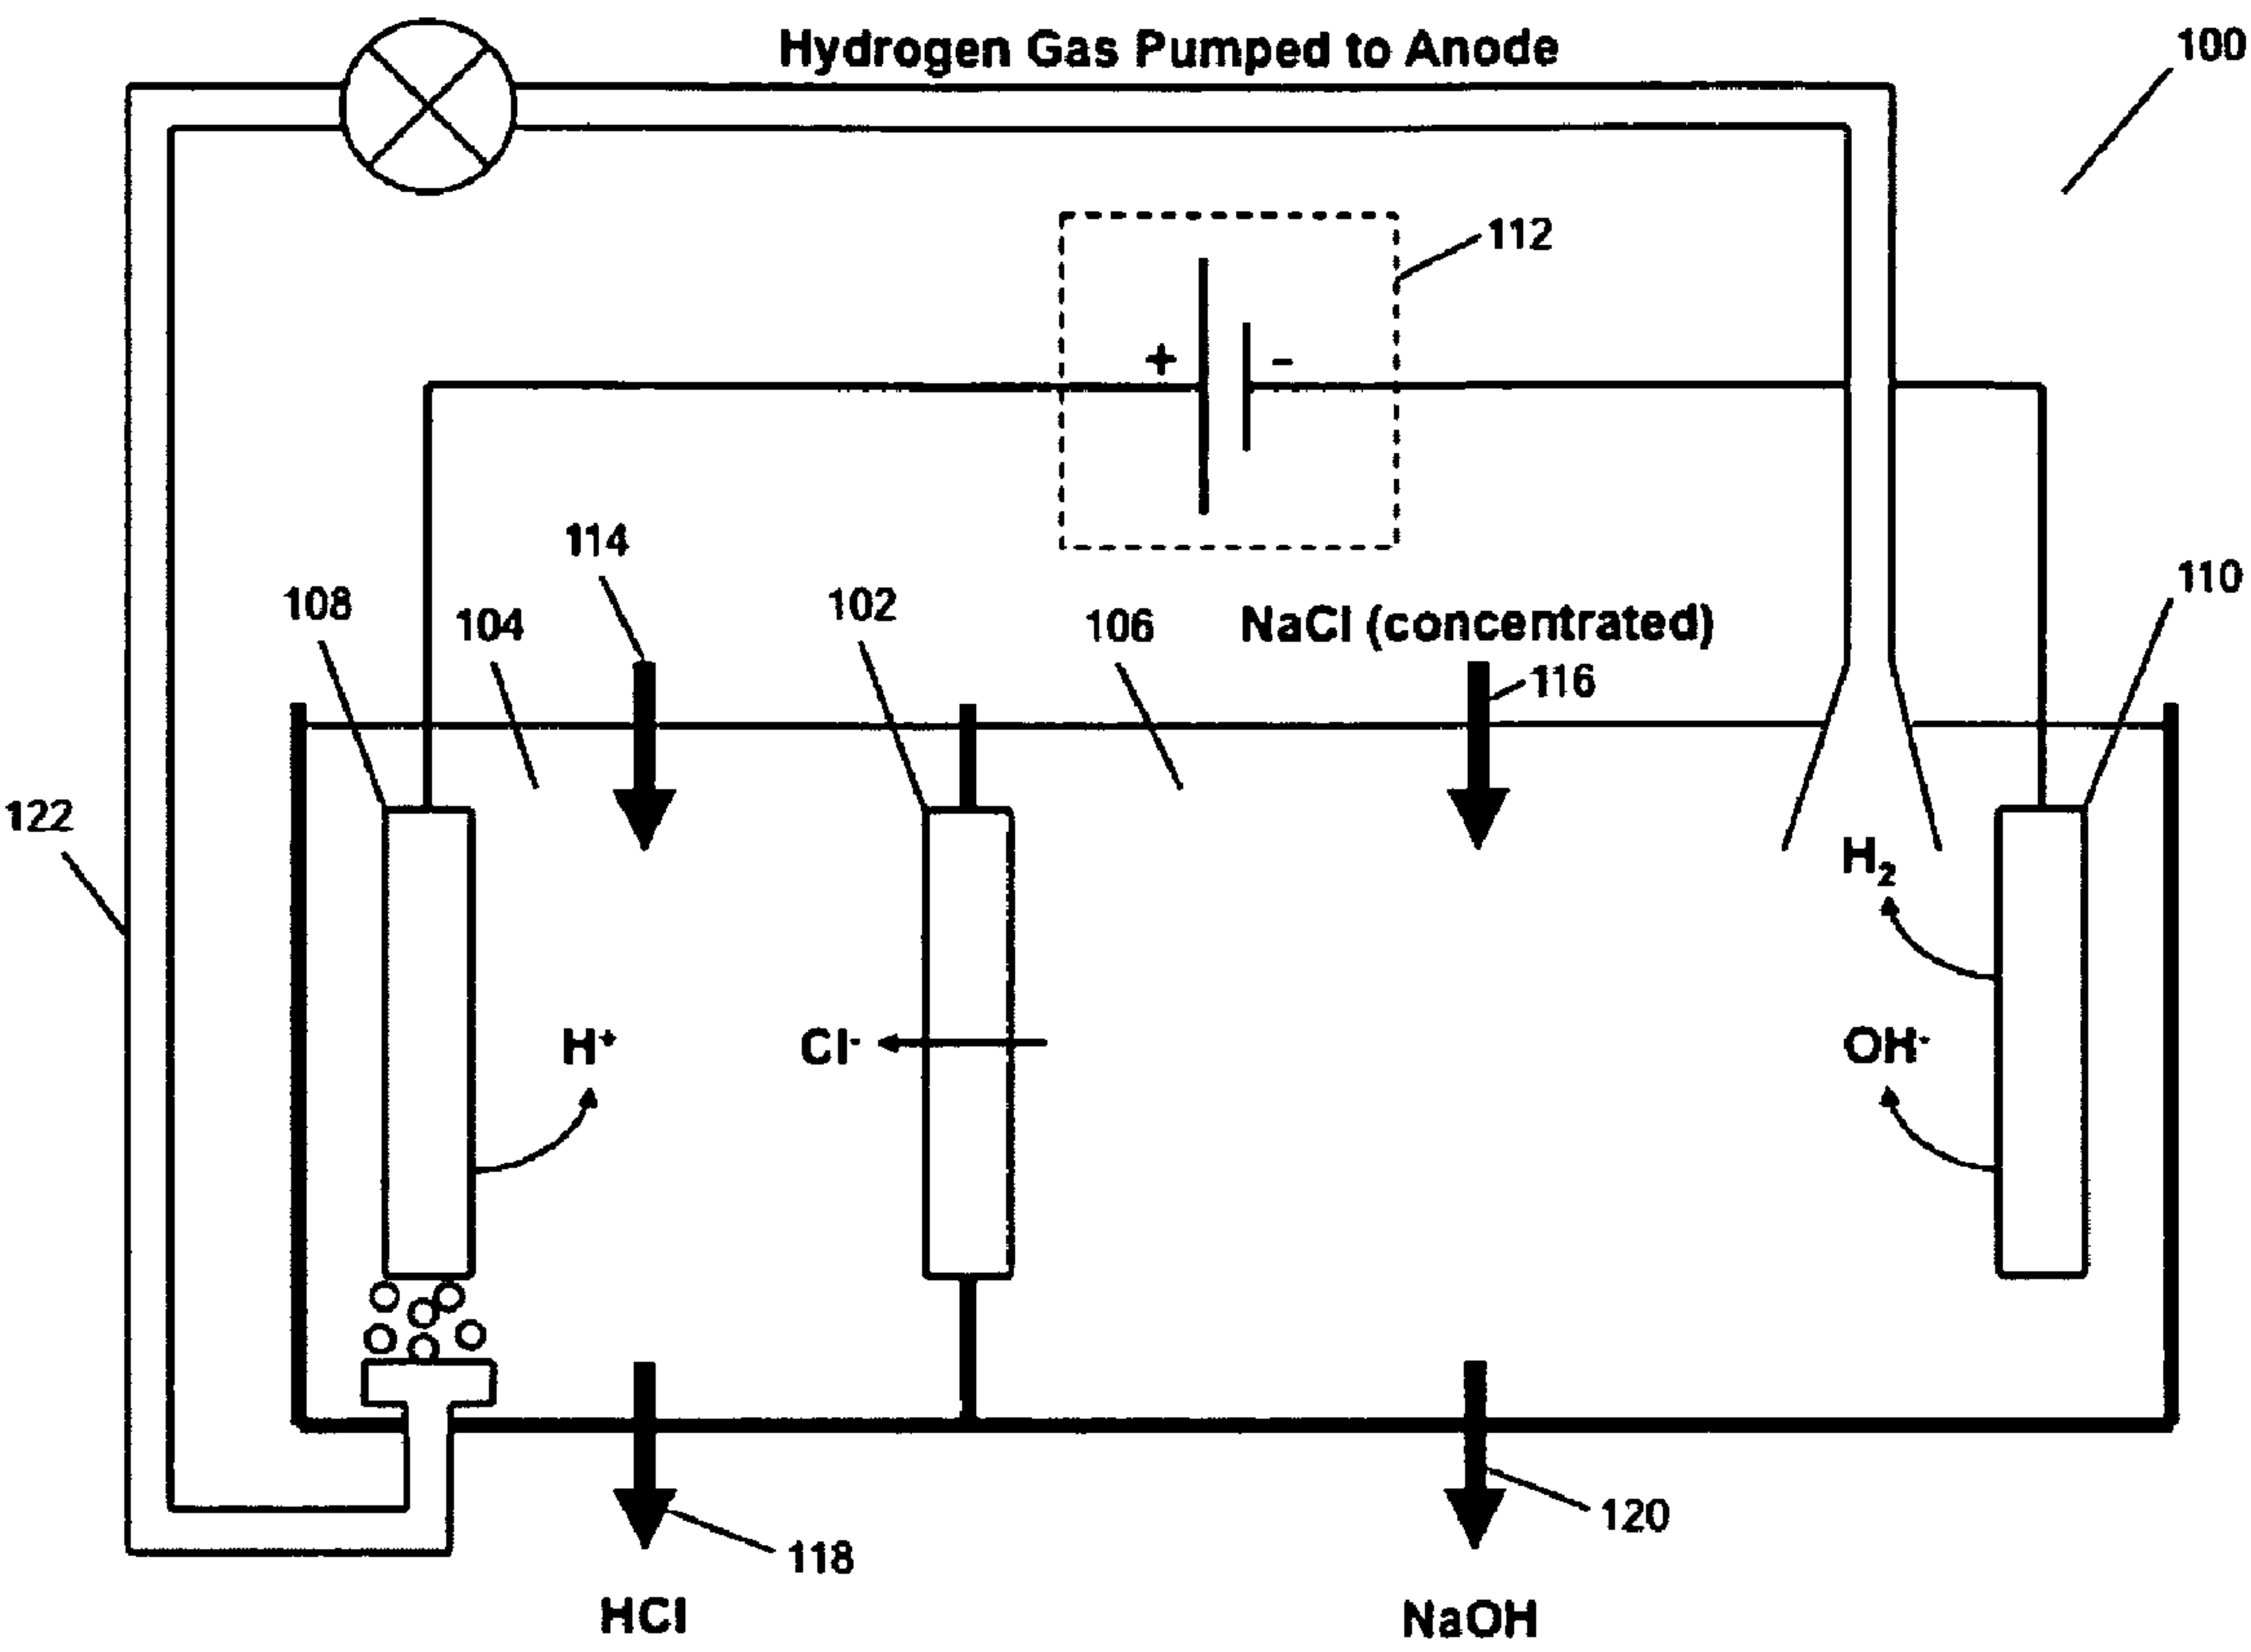 Hydrogen Gas Pumped to Anode
100
112
+ -
114
110
108
104
102
106
NaCl (concentrated)
116
122
H₂
H⁺
Cl⁻
OH⁻
120
118
HCl
NaOH